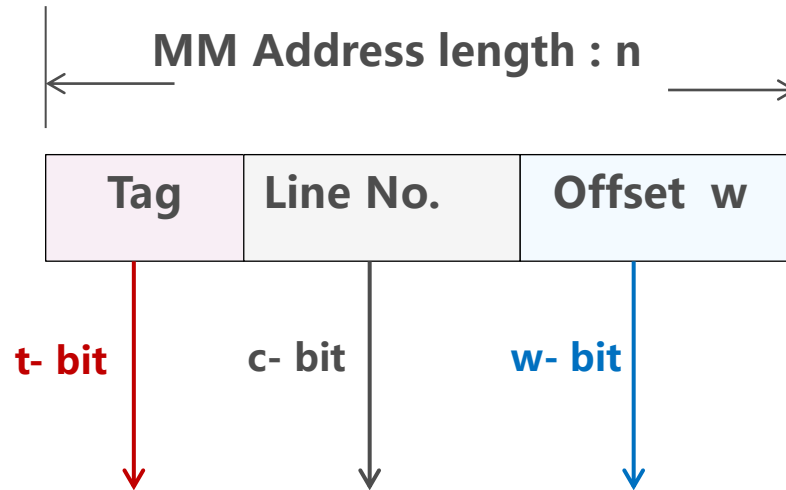 MM Address length : n
Tag
Line No.
Offset w
t- bit
c- bit
w- bit